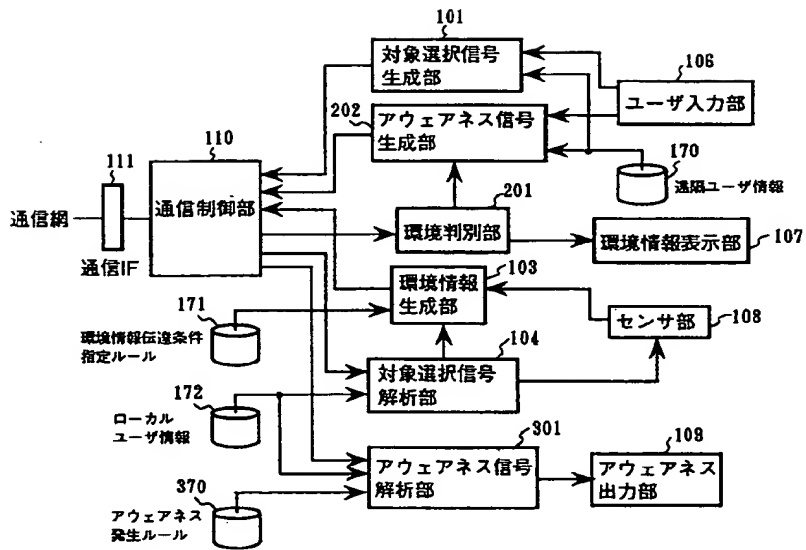 101
対象選択信号
生成部
106
ユーザ入力部
202
アウェアネス信号
生成部
110
111
通信制御部
通信網
通信IF
170
遠隔ユーザ情報
201
環境判別部
環境情報表示部
107
103
環境情報
生成部
171
環境情報伝達条件
指定ルール
センサ部
108
104
対象選択信号
解析部
172
ローカル
ユーザ情報
301
アウェアネス信号
解析部
109
アウェアネス
出力部
370
アウェアネス
発生ルール